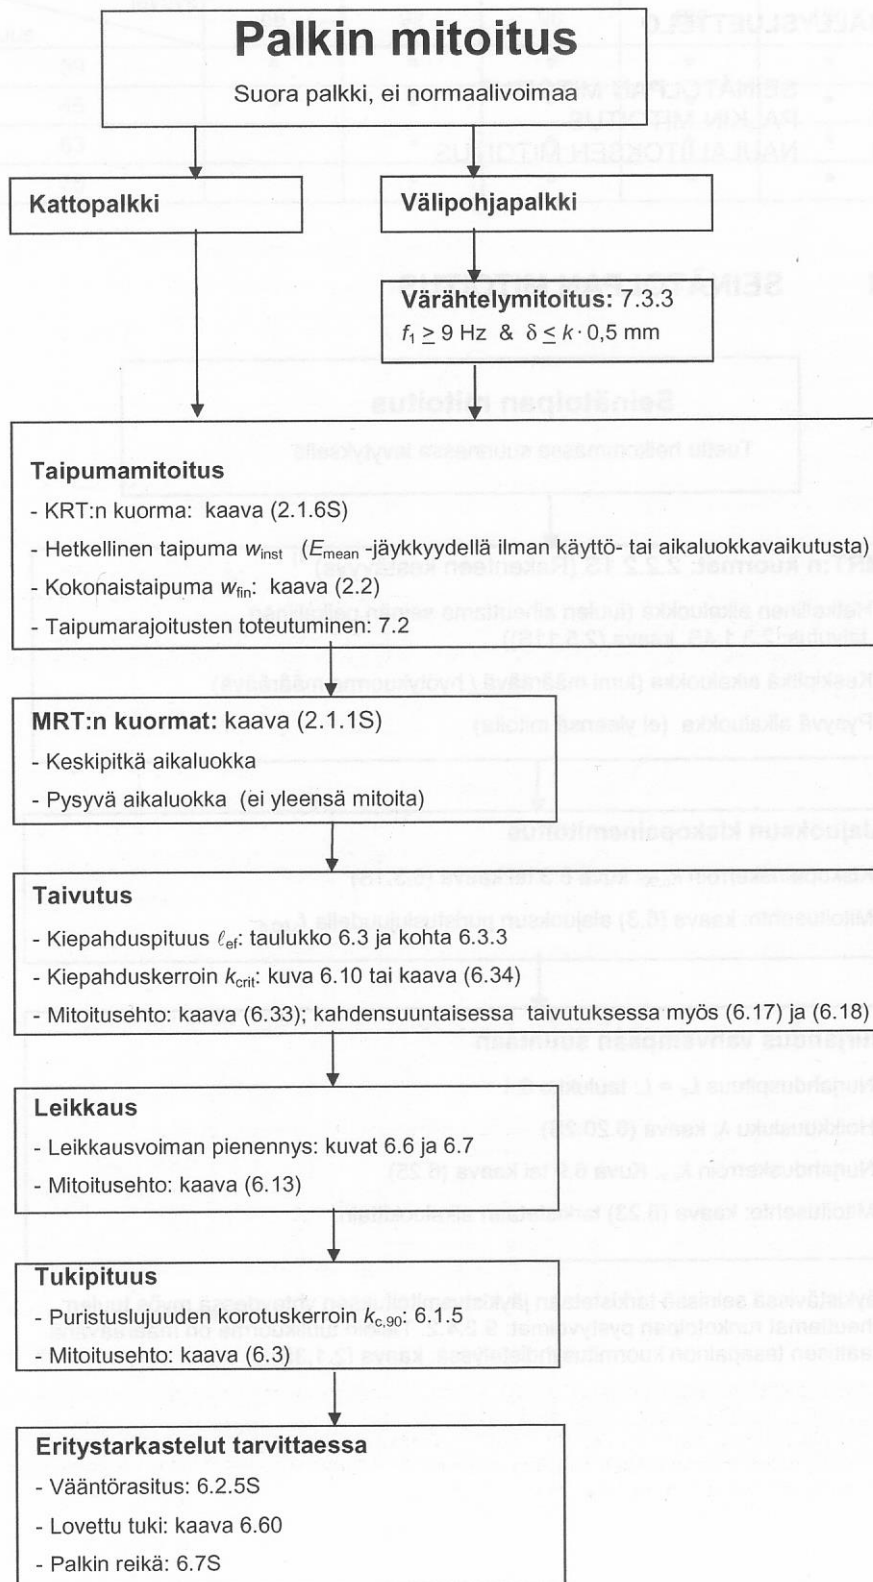 Palkin mitoitus
Suora palkki, ei normaalivoimaa
Kattopalkki
Välipohjapalkki
Värähtelymitoitus: 7.3.3
f₁ ≥ 9 Hz & δ ≤ k · 0,5 mm
Taipumamitoitus
- KRT:n kuorma: kaava (2.1.6S)
- Hetkellinen taipuma w_inst (E_mean -jäykkyydellä ilman käyttö- tai aikaluokkavaikutusta)
- Kokonaistaipuma w_fin: kaava (2.2)
- Taipumarajoitusten toteutuminen: 7.2
MRT:n kuormat: kaava (2.1.1S)
- Keskipitkä aikaluokka
- Pysyvä aikaluokka (ei yleensä mitoita)
Taivutus
- Kiepahduspituus ℓ_ef: taulukko 6.3 ja kohta 6.3.3
- Kiepahduskerroin k_crit: kuva 6.10 tai kaava (6.34)
- Mitoitusehto: kaava (6.33); kahdensuuntaisessa taivutuksessa myös (6.17) ja (6.18)
Leikkaus
- Leikkausvoiman pienennys: kuvat 6.6 ja 6.7
- Mitoitusehto: kaava (6.13)
Tukipituus
- Puristuslujuuden korotuskerroin k_c,90: 6.1.5
- Mitoitusehto: kaava (6.3)
Eritystarkastelut tarvittaessa
- Vääntörasitus: 6.2.5S
- Lovettu tuki: kaava 6.60
- Palkin reikä: 6.7S